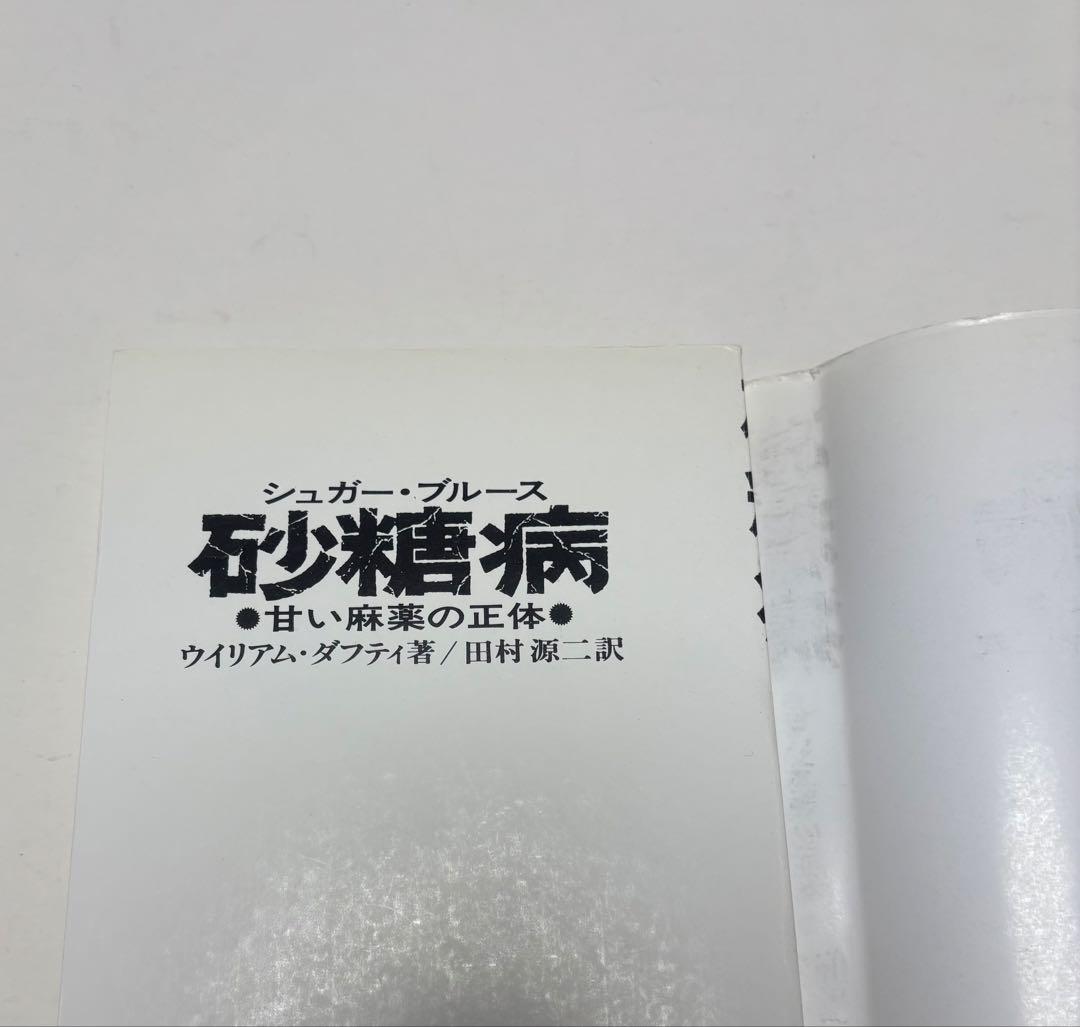 シュガー・ブルース
砂糖病
●甘い麻薬の正体●
ウイリアム・ダフティ著/田村源二訳